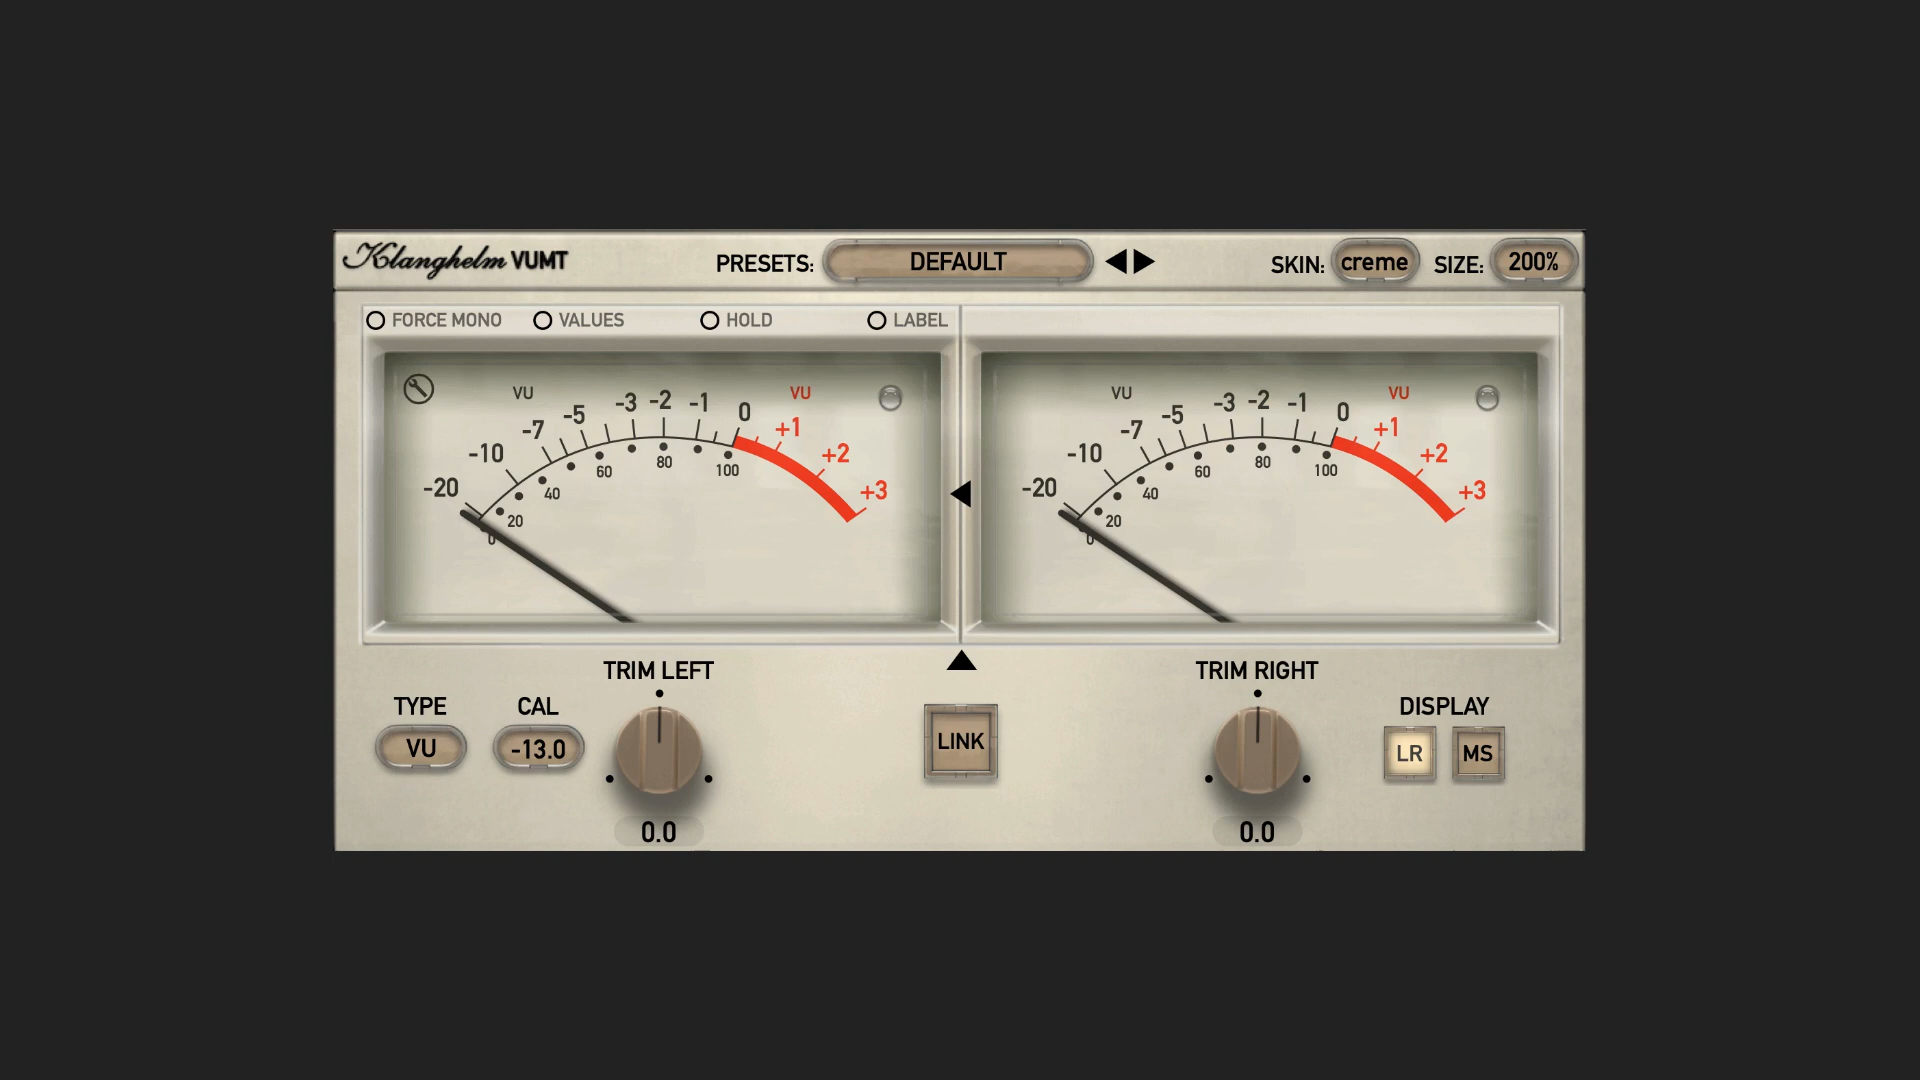 Klanghelm VUMT
PRESETS: DEFAULT
SKIN: creme SIZE: 200%
FORCE MONO VALUES HOLD LABEL
VU VU
-20 -10 -7 -5 -3 -2 -1 0 +1 +2 +3
0 20 40 60 80 100
VU VU
-20 -10 -7 -5 -3 -2 -1 0 +1 +2 +3
0 20 40 60 80 100
TYPE
VU
CAL
-13.0
TRIM LEFT
0.0
LINK
TRIM RIGHT
0.0
DISPLAY
LR MS